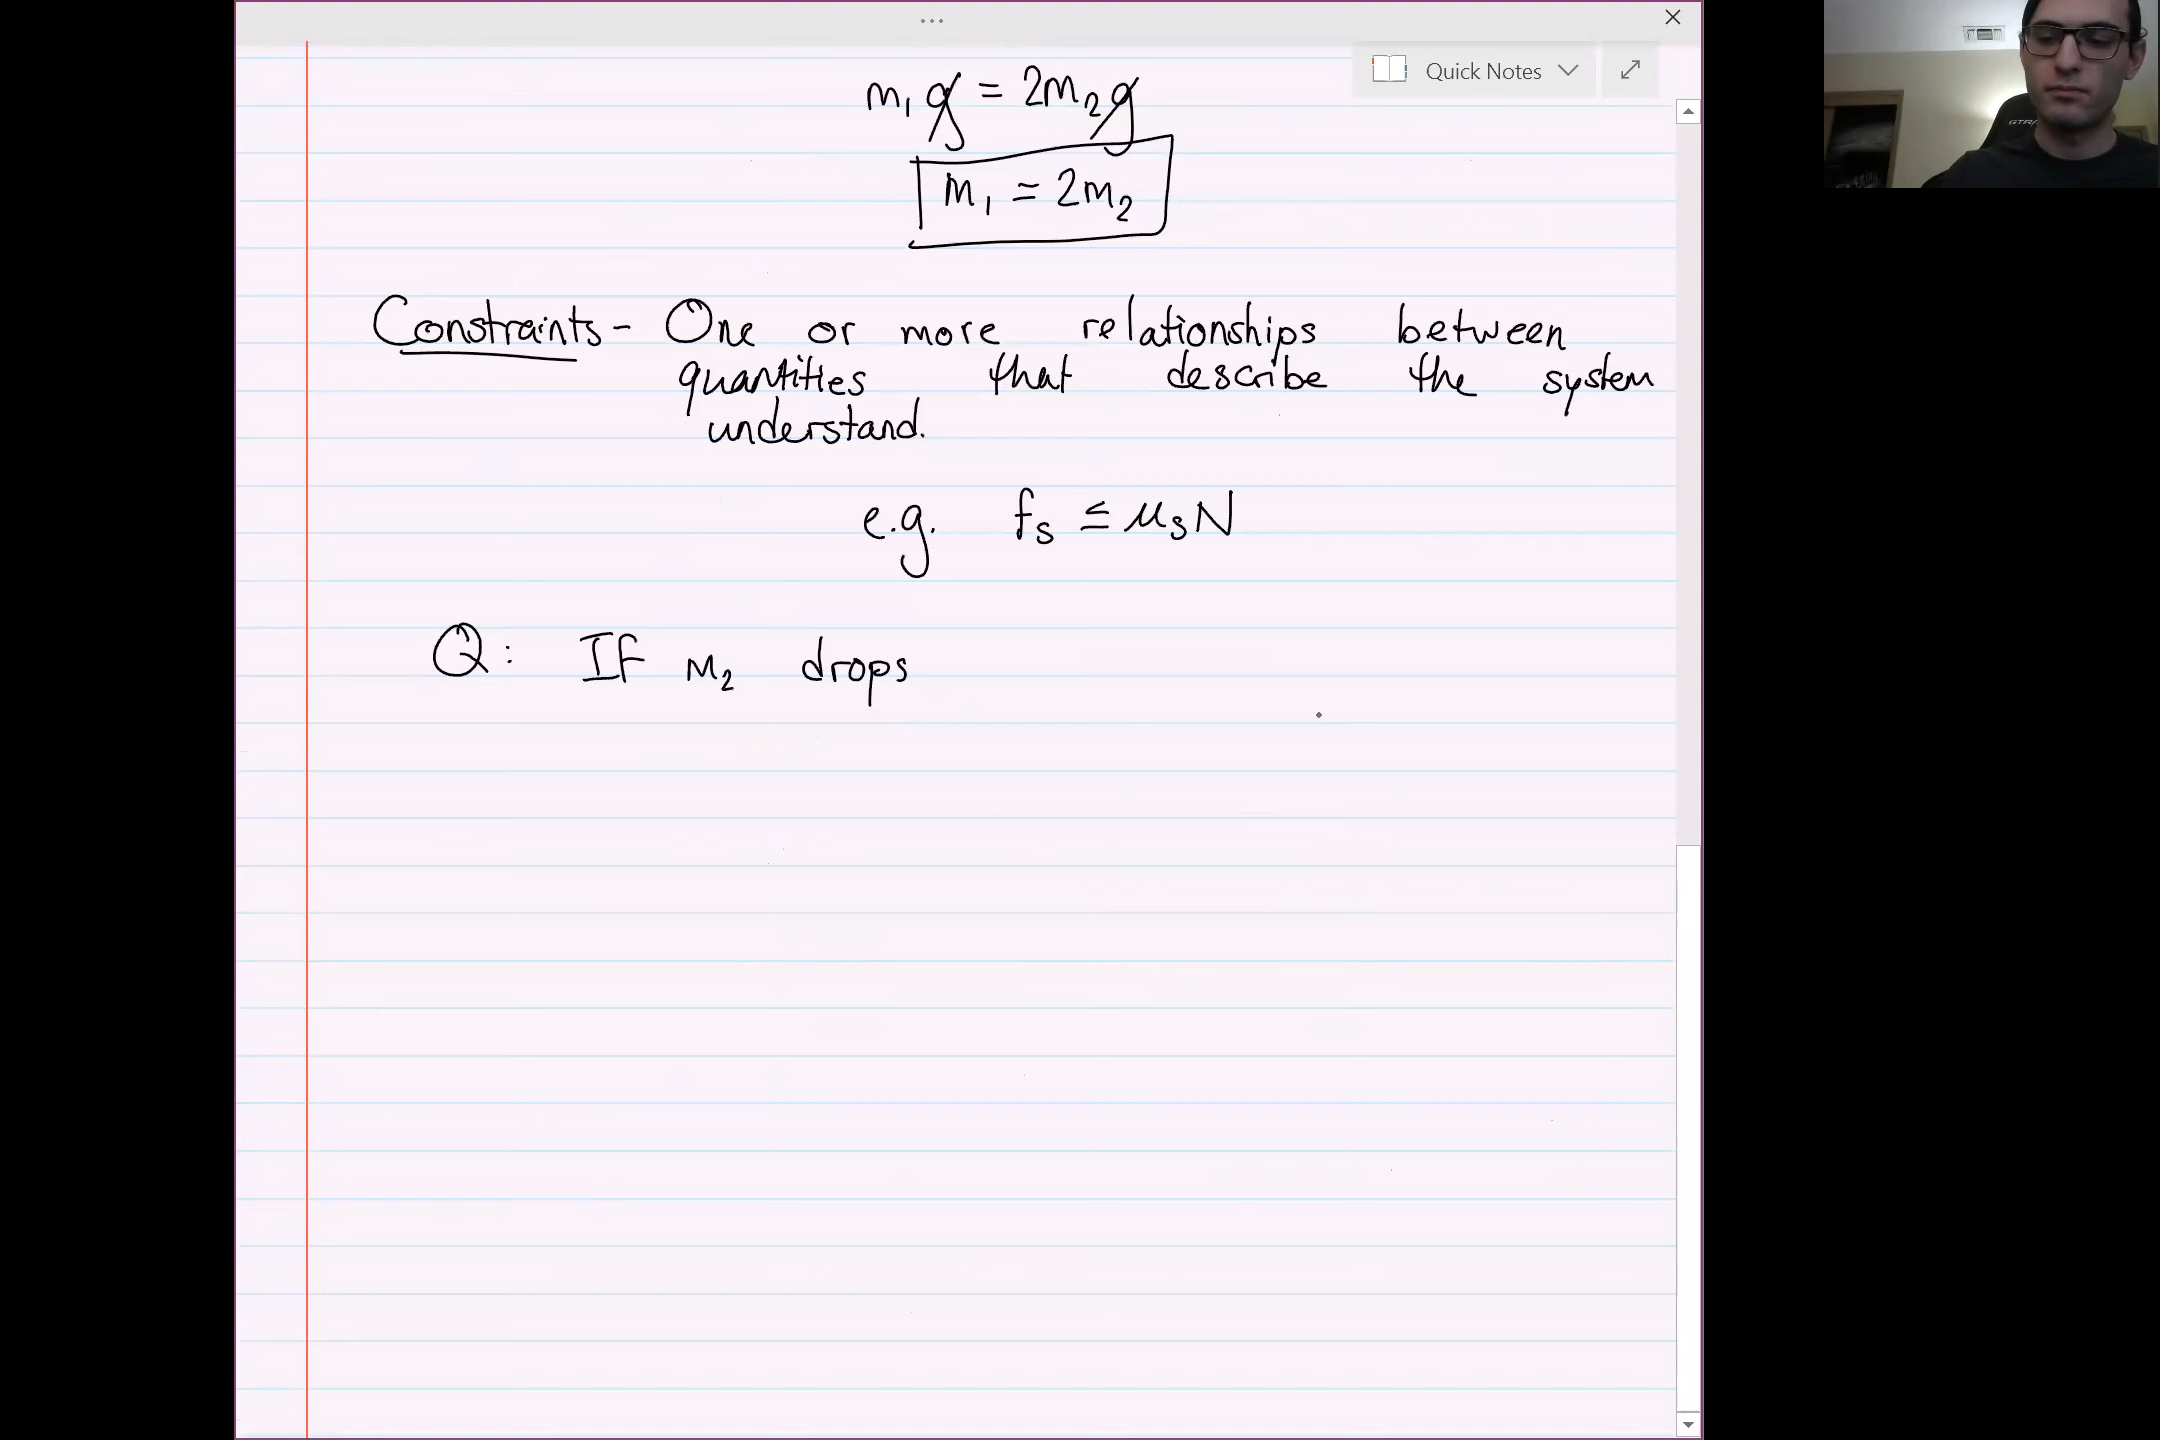 Quick Notes
m₁g = 2m₂g
m₁ = 2m₂
Constraints - One or more relationships between
quantities that describe the system
understand.
e.g. fs ≤ μsN
Q: If m₂ drops